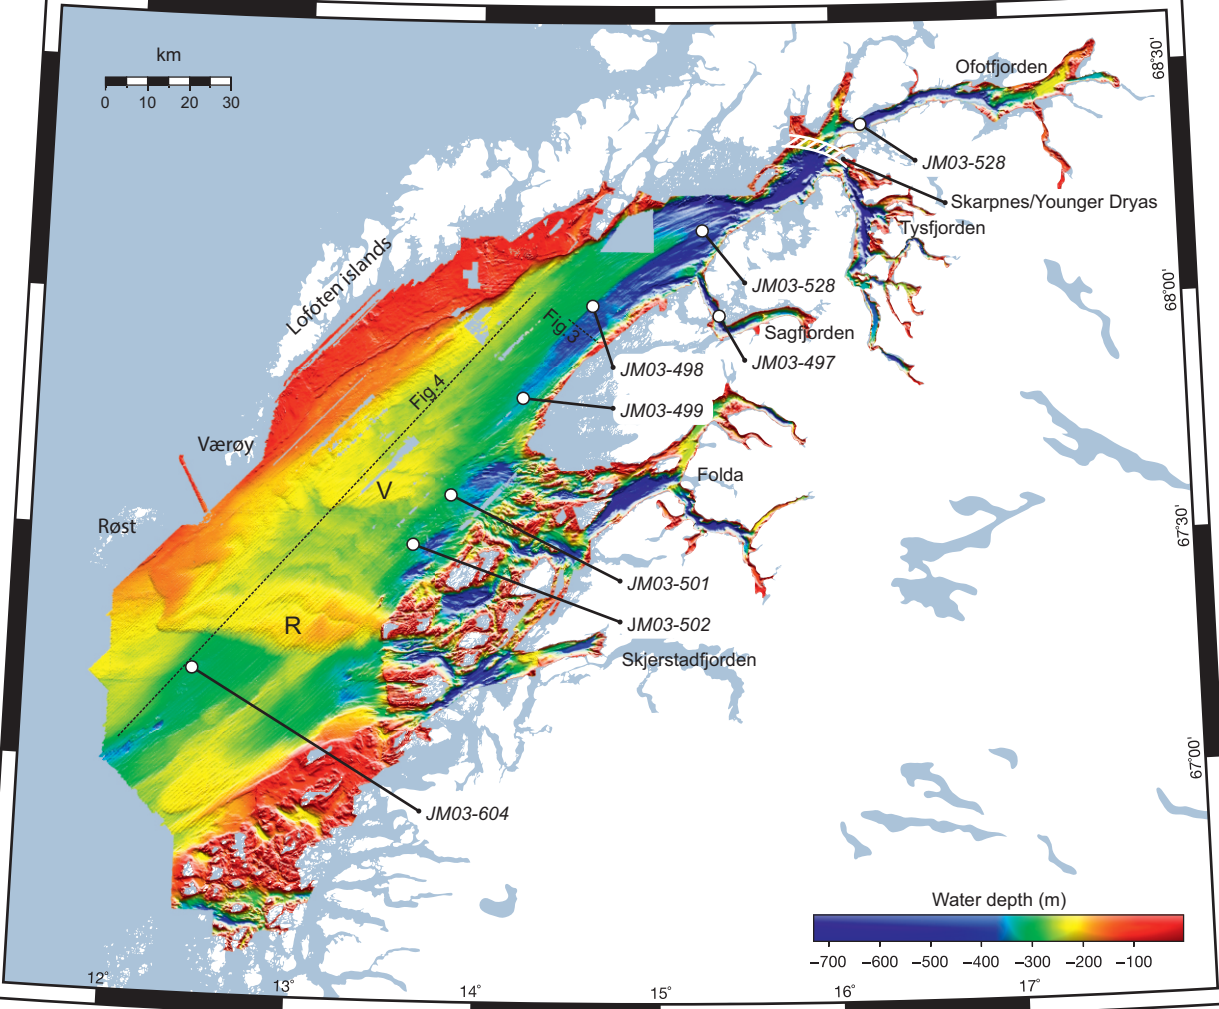 km
0 10 20 30
Ofotfjorden
68°30'
JM03-528
Skarpnes/Younger Dryas
Tysfjorden
Lofoten islands
JM03-528
68°00'
Fig.3
Sagfjorden
JM03-497
JM03-498
Fig.4
JM03-499
Værøy
Folda
V
Røst
67°30'
JM03-501
JM03-502
R
Skjerstadfjorden
67°00'
JM03-604
Water depth (m)
−700 −600 −500 −400 −300 −200 −100
12° 13° 14° 15° 16° 17°